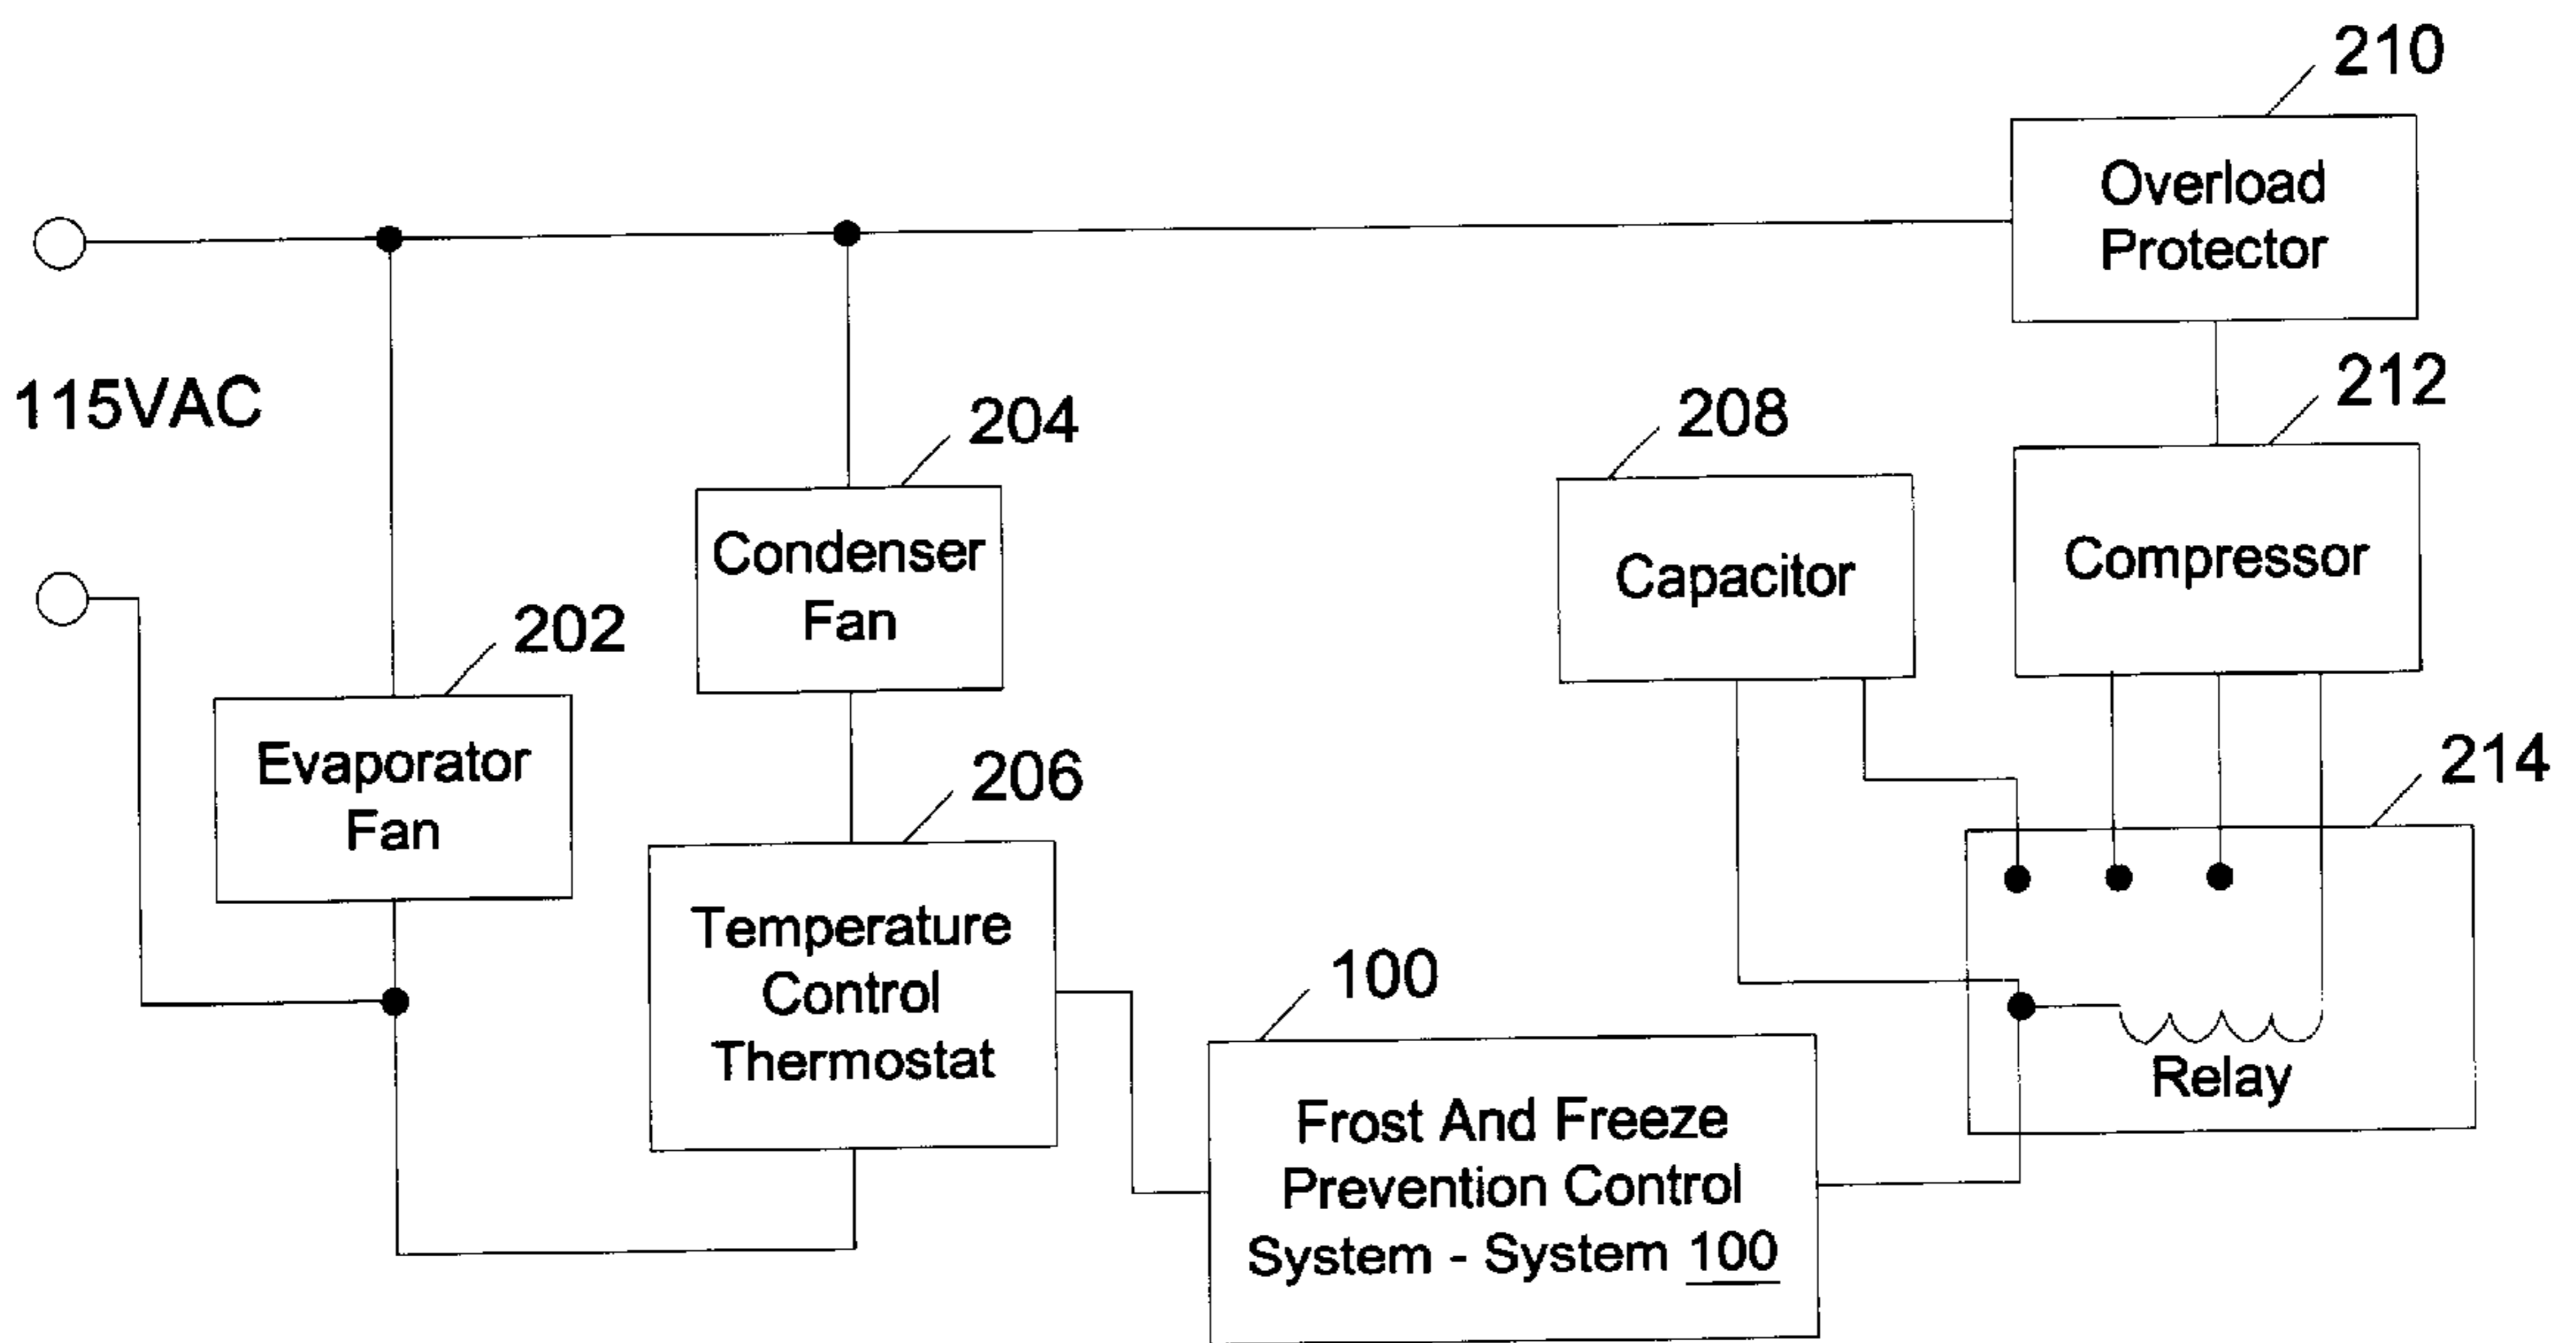 210
Overload
Protector
115VAC
204
Condenser
Fan
208
Capacitor
212
Compressor
202
Evaporator
Fan
206
Temperature
Control
Thermostat
214
Relay
100
Frost And Freeze
Prevention Control
System - System 100